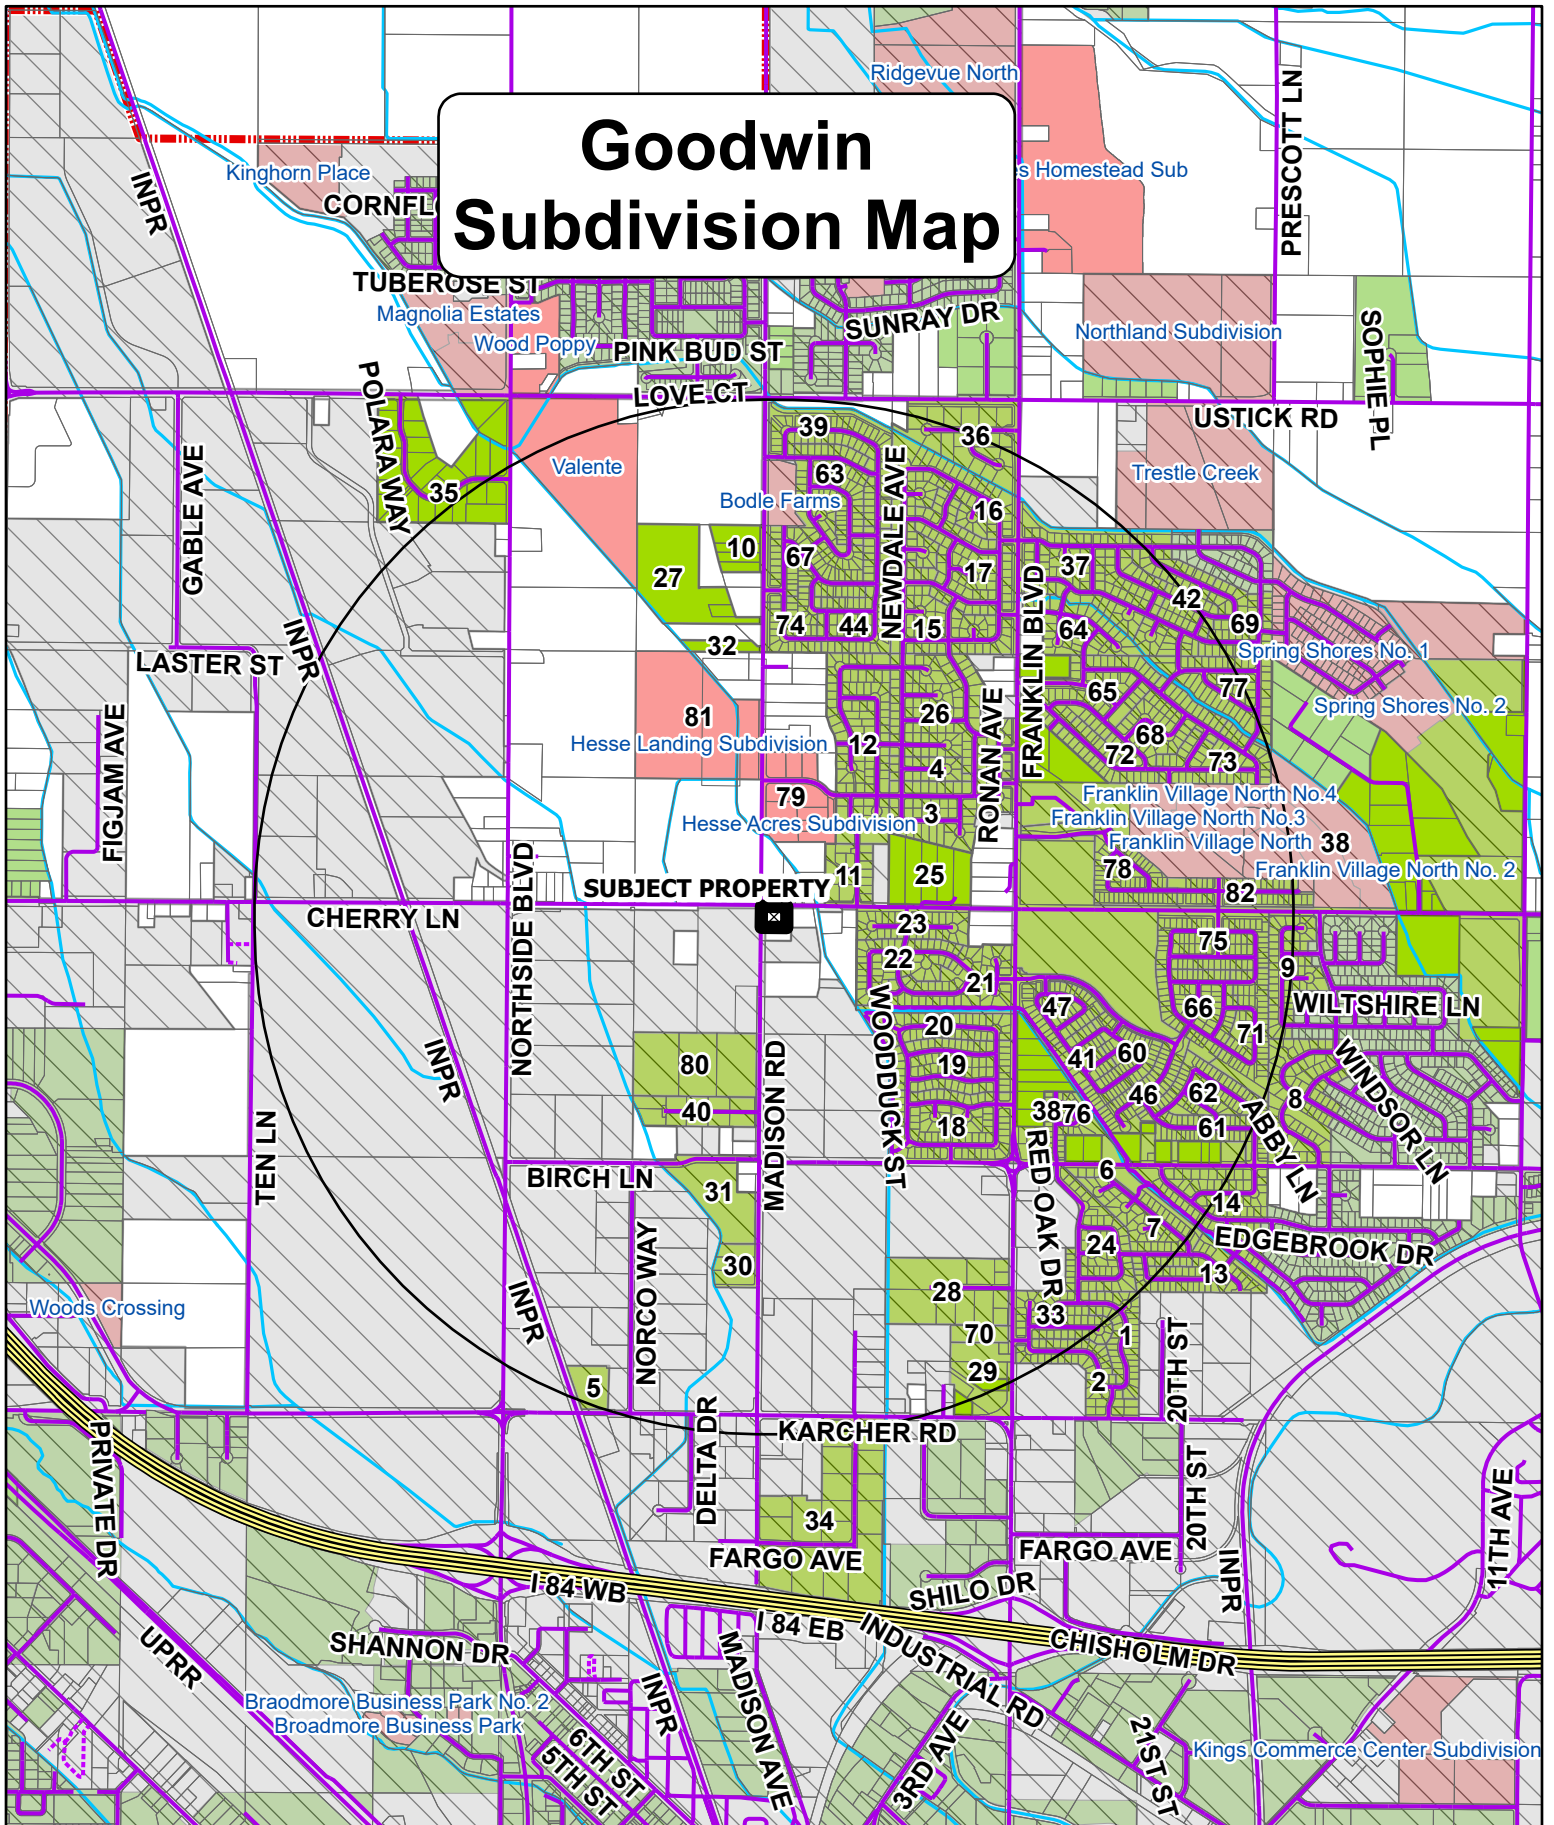 Ridgevue North
Goodwin
Subdivision Map
Kinghorn Place
s Homestead Sub
PRESCOTT LN
INPR
CORNFL
TUBEROSE ST
Magnolia Estates
Wood Poppy
PINK BUD ST
SUNRAY DR
Northland Subdivision
SOPHIE PL
LOVE CT
USTICK RD
POLARA WAY
35
GABLE AVE
Valente
39
36
63
Bodle Farms
NEWDALE AVE
16
Trestle Creek
10
67
17
27
37
42
74
44
15
64
69
32
FRANKLIN BLVD
Spring Shores No. 1
LASTER ST
INPR
65
77
Spring Shores No. 2
81
26
RONAN AVE
68
72
73
Hesse Landing Subdivision
12
4
FIGJAM AVE
79
3
Franklin Village North No.4
Hesse Acres Subdivision
Franklin Village North No.3
Franklin Village North
38
78
Franklin Village North No. 2
11
25
82
SUBJECT PROPERTY
CHERRY LN
NORTHSIDE BLVD
23
75
22
21
9
WOODDUCK ST
47
66
WILTSHIRE LN
71
20
19
41
60
INPR
80
MADISON RD
40
18
38
76
46
62
61
8
WINDSOR LN
ABBY LN
TEN LN
BIRCH LN
31
REDOAK DR
6
14
7
24
EDGEBROOK DR
13
30
NORCO WAY
28
33
1
Woods Crossing
INPR
70
29
2
20TH ST
5
DELTA DR
KARCHER RD
PRIVATE DR
34
20TH ST
11TH AVE
FARGO AVE
FARGO AVE
INPR
I 84 WB
SHILO DR
I 84 EB
INDUSTRIAL RD
CHISHOLM DR
UPRR
SHANNON DR
INPR
MADISON AVE
Braodmore Business Park No. 2
Broadmore Business Park
6TH ST
5TH ST
3RD AVE
21ST ST
Kings Commerce Center Subdivision